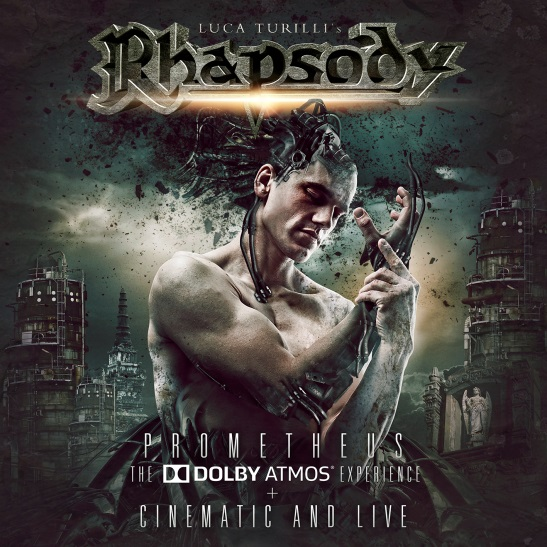 LUCA TURILLI's
Rhapsody
PROMETHEUS
THE DOLBY ATMOS® EXPERIENCE
+
CINEMATIC AND LIVE